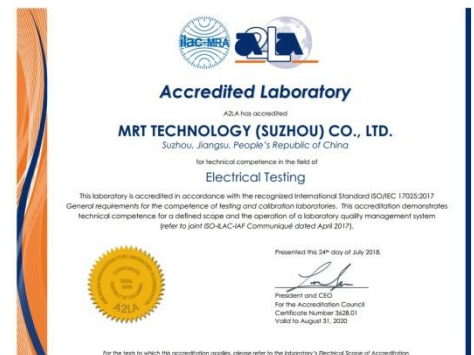 ilac-MRA
A2LA
Accredited Laboratory
A2LA has accredited
MRT TECHNOLOGY (SUZHOU) CO., LTD.
Suzhou, Jiangsu, People's Republic of China
for technical competence in the field of
Electrical Testing
This laboratory is accredited in accordance with the recognized International Standard ISO/IEC 17025:2017
General requirements for the competence of testing and calibration laboratories. This accreditation demonstrates
technical competence for a defined scope and the operation of a laboratory quality management system
(refer to joint ISO-ILAC-IAF Communiqué dated April 2017).
Presented this 24th day of July 2018.
President and CEO
For the Accreditation Council
Certificate Number 3628.01
Valid to August 31, 2020
CORPORATE
SEAL
1978
A2LA
For the tests to which this accreditation applies, please refer to the laboratory's Electrical Scope of Accreditation.